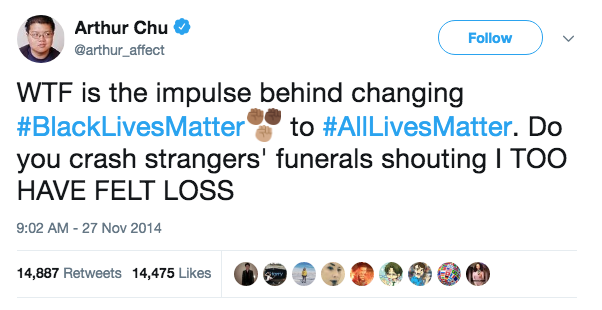 Arthur Chu
@arthur_affect
Follow
WTF is the impulse behind changing
#BlackLivesMatter to #AllLivesMatter. Do
you crash strangers' funerals shouting I TOO
HAVE FELT LOSS
9:02 AM - 27 Nov 2014
14,887 Retweets 14,475 Likes